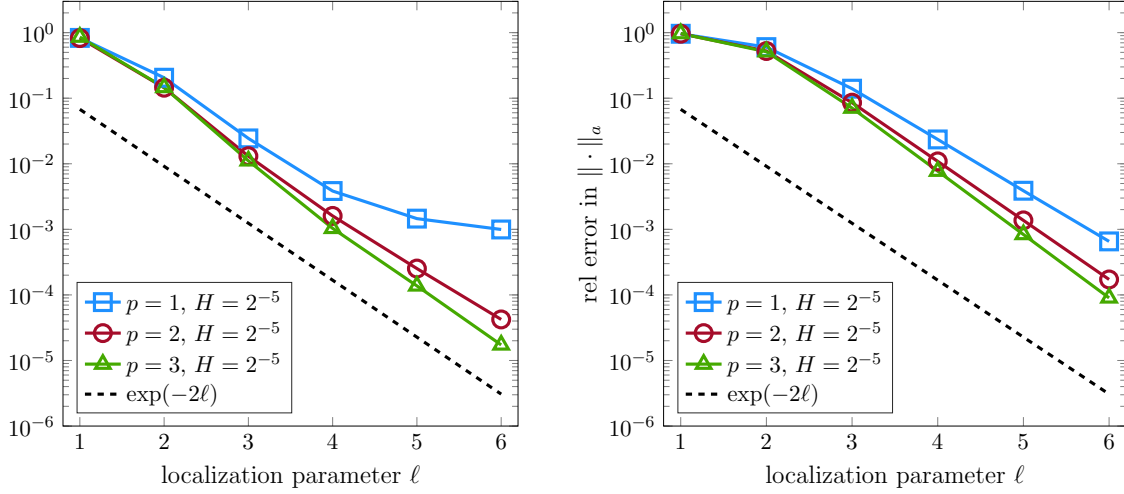 10^0
10^{-1}
10^{-2}
10^{-3}
10^{-4}
10^{-5}
10^{-6}
p = 1, H = 2^{-5}
p = 2, H = 2^{-5}
p = 3, H = 2^{-5}
exp(−2ℓ)
1 2 3 4 5 6
localization parameter ℓ
rel error in ‖ · ‖_a
10^0
10^{-1}
10^{-2}
10^{-3}
10^{-4}
10^{-5}
10^{-6}
p = 1, H = 2^{-5}
p = 2, H = 2^{-5}
p = 3, H = 2^{-5}
exp(−2ℓ)
1 2 3 4 5 6
localization parameter ℓ